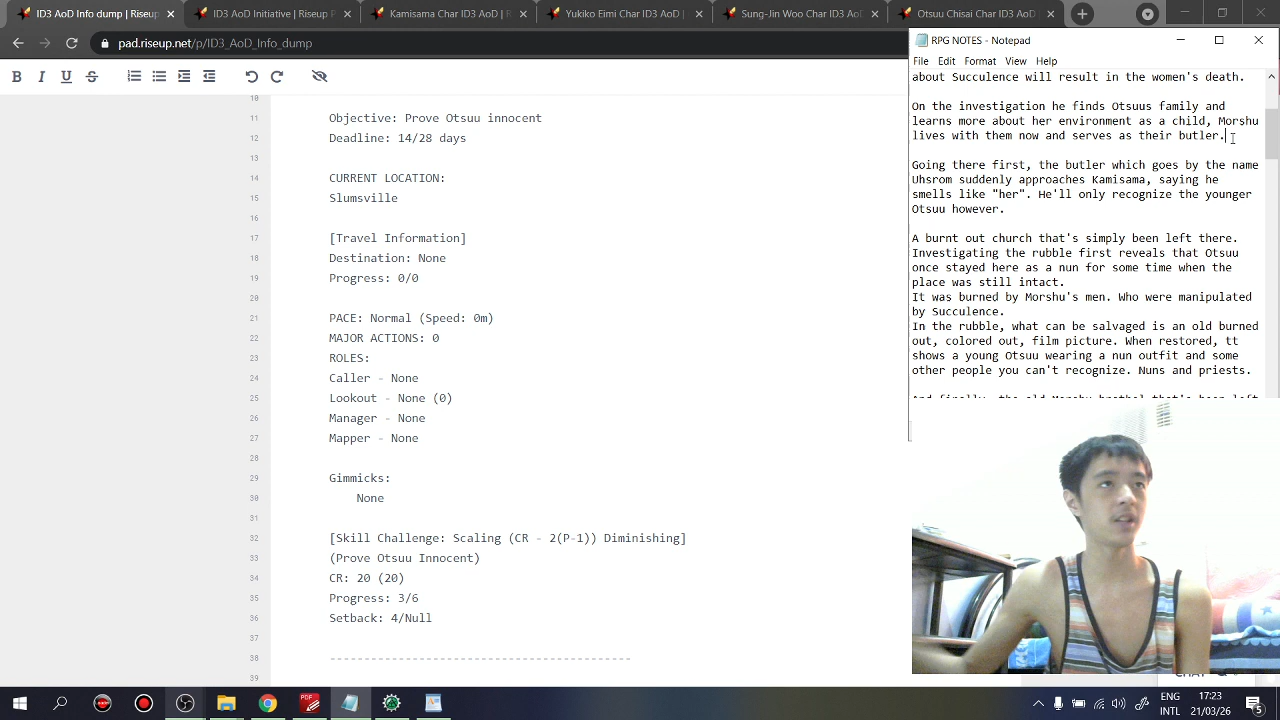 ID3 AoD Info dump | Riseup
ID3 AoD Initiative | Riseup P
Kamisama Char ID3 AoD | R
Yukiko Eimi Char ID3 AoD |
Sung-Jin Woo Char ID3 AoD
Otsuu Chisai Char ID3 AoD |
pad.riseup.net/p/ID3_AoD_Info_dump
B I U S
10
11 Objective: Prove Otsuu innocent
12 Deadline: 14/28 days
13
14 CURRENT LOCATION:
15 Slumsville
16
17 [Travel Information]
18 Destination: None
19 Progress: 0/0
20
21 PACE: Normal (Speed: 0m)
22 MAJOR ACTIONS: 0
23 ROLES:
24 Caller - None
25 Lookout - None (0)
26 Manager - None
27 Mapper - None
28
29 Gimmicks:
30 None
31
32 [Skill Challenge: Scaling (CR - 2(P-1)) Diminishing]
33 (Prove Otsuu Innocent)
34 CR: 20 (20)
35 Progress: 3/6
36 Setback: 4/Null
37
38 --------------------------------------------
39
RPG NOTES - Notepad
File Edit Format View Help
about Succulence will result in the women's death.
On the investigation he finds Otsuus family and
learns more about her environment as a child, Morshu
lives with them now and serves as their butler.
Going there first, the butler which goes by the name
Uhsrom suddenly approaches Kamisama, saying he
smells like "her". He'll only recognize the younger
Otsuu however.
A burnt out church that's simply been left there.
Investigating the rubble first reveals that Otsuu
once stayed here as a nun for some time when the
place was still intact.
It was burned by Morshu's men. Who were manipulated
by Succulence.
In the rubble, what can be salvaged is an old burned
out, colored out, film picture. When restored, tt
shows a young Otsuu wearing a nun outfit and some
other people you can't recognize. Nuns and priests.
And finally, the old Morshu brothel that's been left
CHAT
ENG
INTL
17:23
21/03/26
5